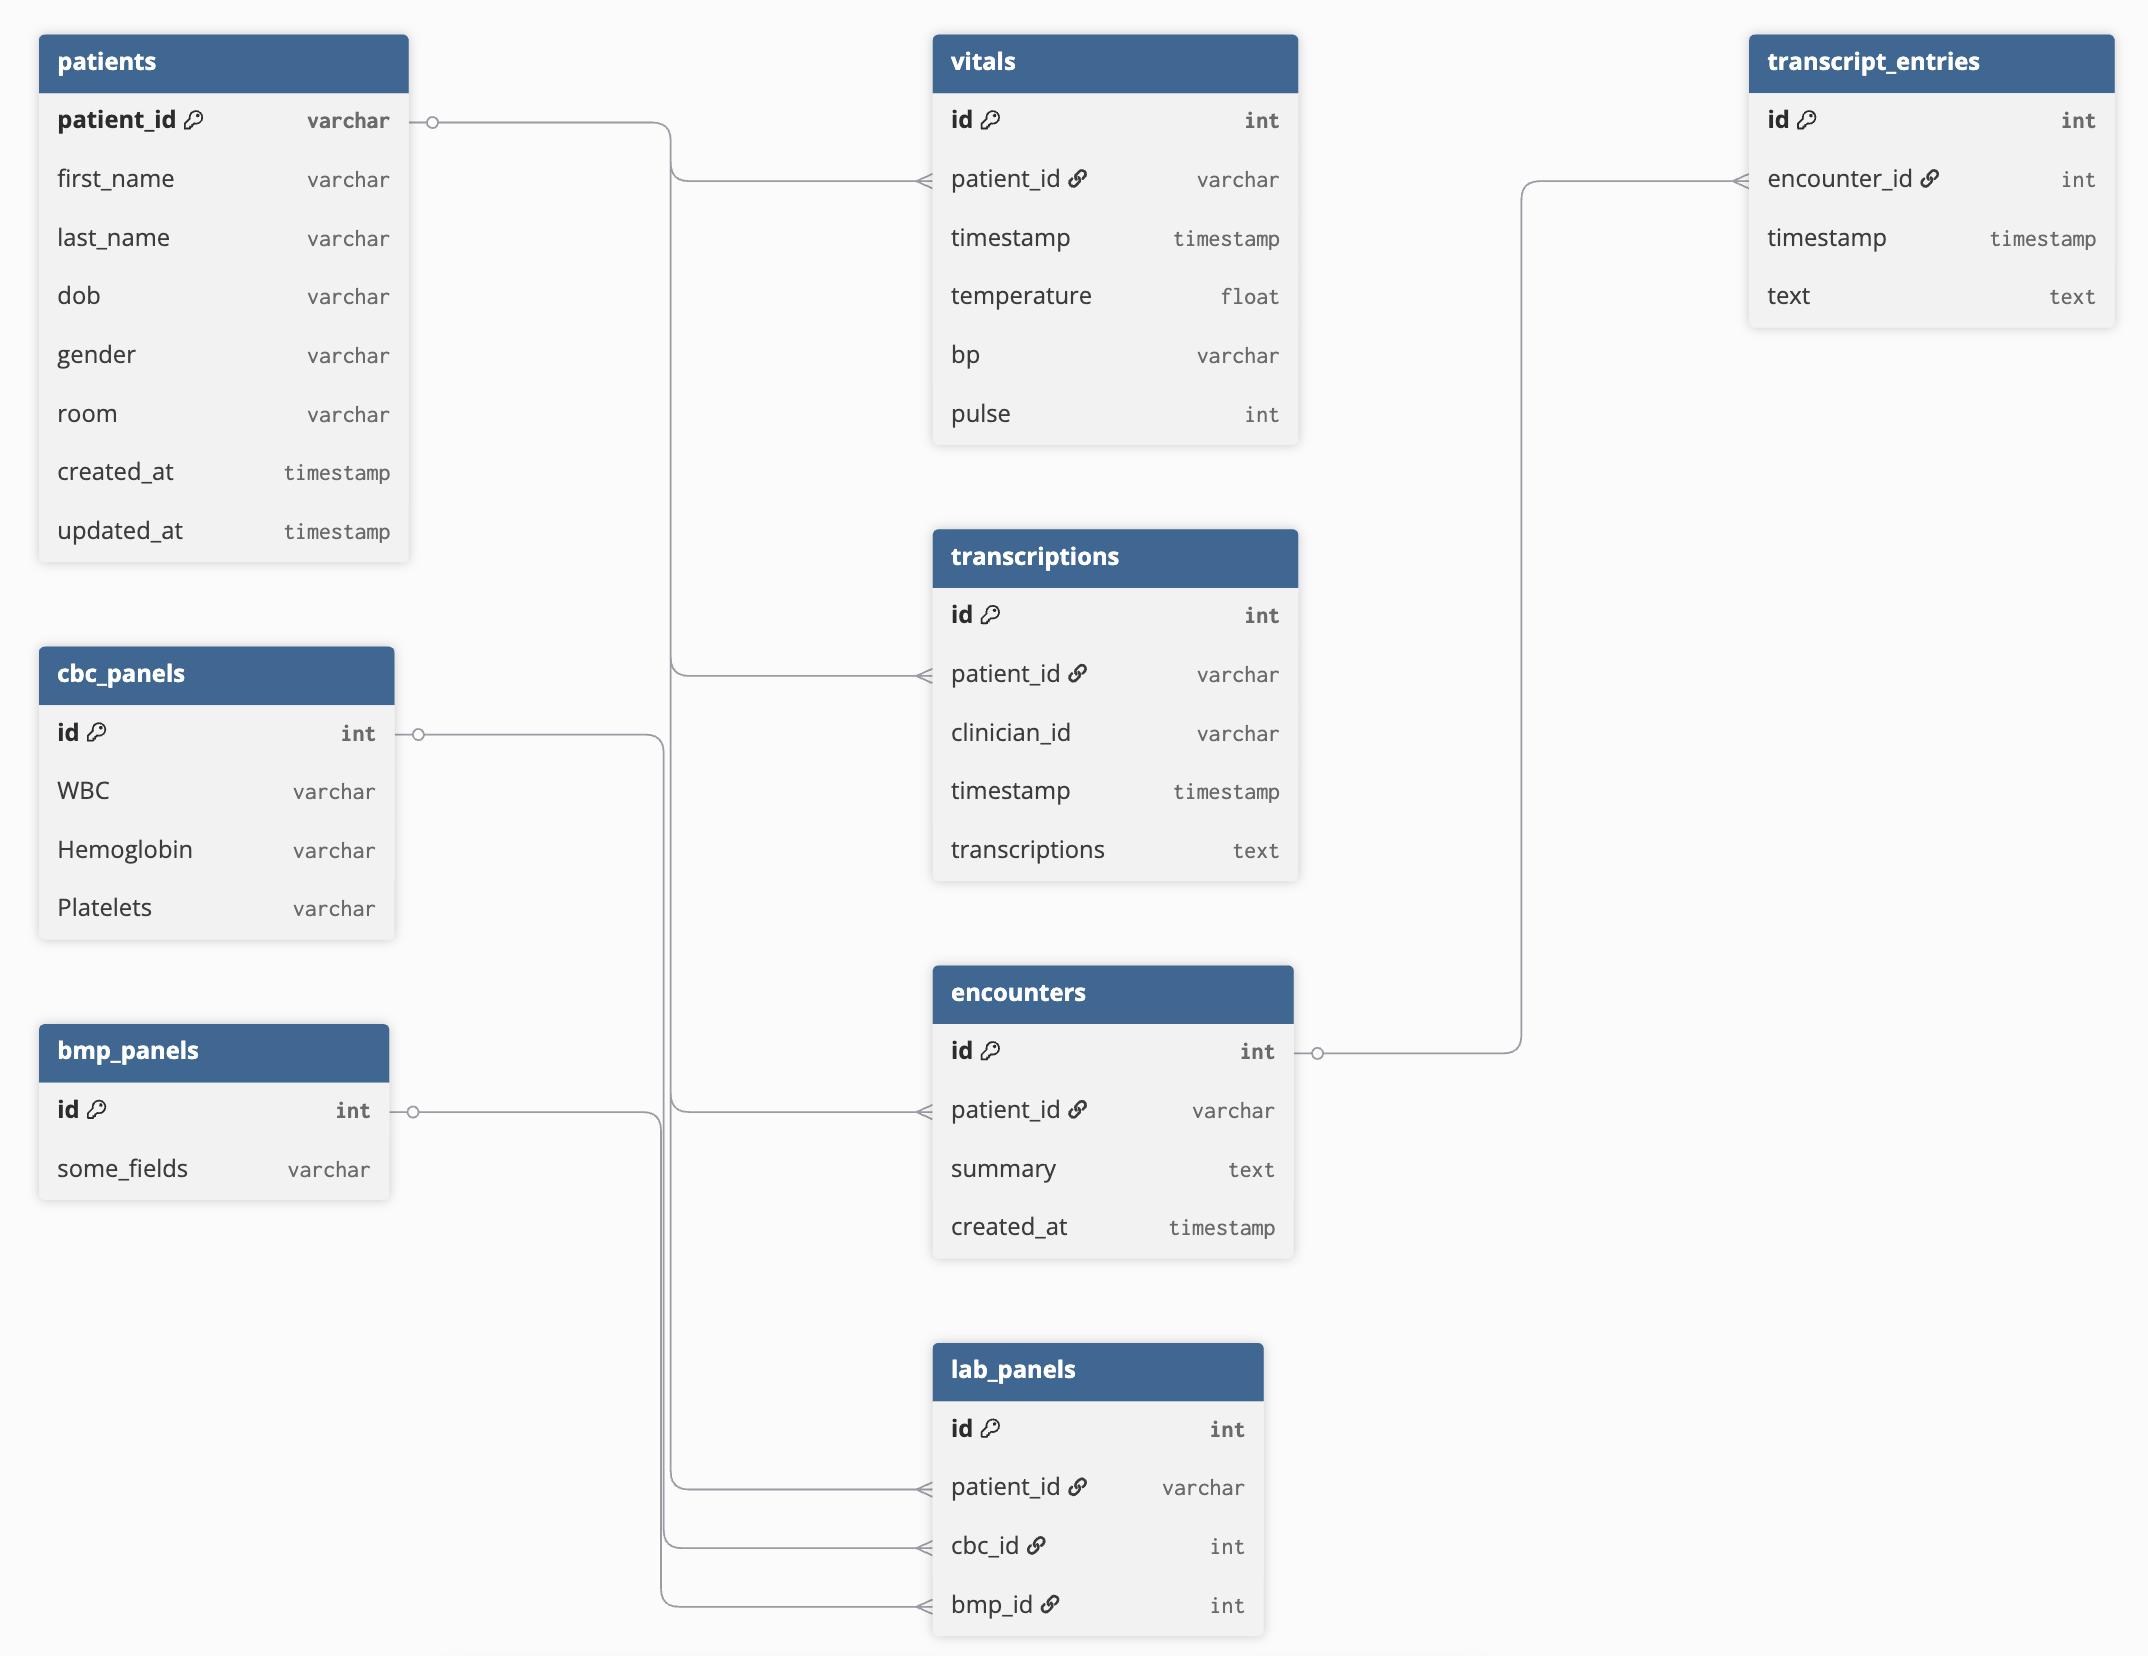 patients
patient_id varchar
first_name varchar
last_name varchar
dob varchar
gender varchar
room varchar
created_at timestamp
updated_at timestamp
cbc_panels
id int
WBC varchar
Hemoglobin varchar
Platelets varchar
bmp_panels
id int
some_fields varchar
vitals
id int
patient_id varchar
timestamp timestamp
temperature float
bp varchar
pulse int
transcriptions
id int
patient_id varchar
clinician_id varchar
timestamp timestamp
transcriptions text
encounters
id int
patient_id varchar
summary text
created_at timestamp
lab_panels
id int
patient_id varchar
cbc_id int
bmp_id int
transcript_entries
id int
encounter_id int
timestamp timestamp
text text